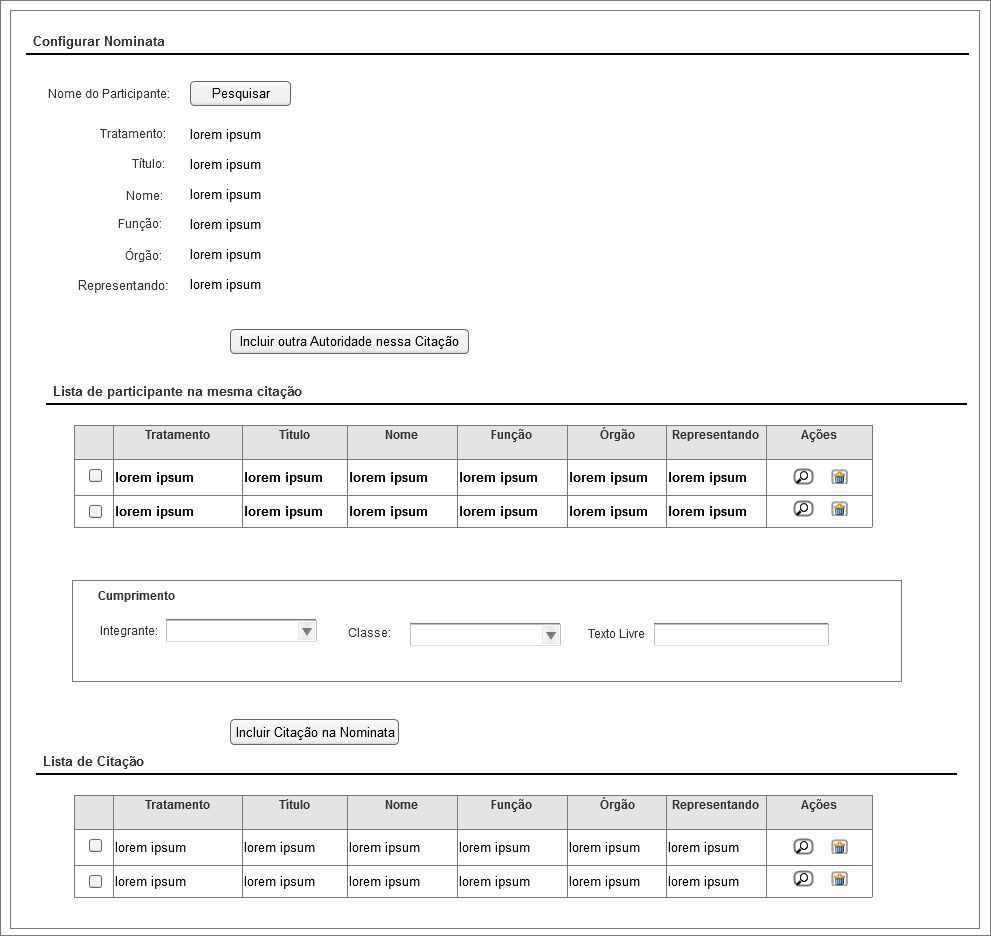 Configurar Nominata
Nome do Participante: Pesquisar
Tratamento: lorem ipsum
Título: lorem ipsum
Nome: lorem ipsum
Função: lorem ipsum
Órgão: lorem ipsum
Representando: lorem ipsum
Incluir outra Autoridade nessa Citação
Lista de participante na mesma citação
Tratamento Título Nome Função Órgão Representando Ações
lorem ipsum lorem ipsum lorem ipsum lorem ipsum lorem ipsum lorem ipsum
lorem ipsum lorem ipsum lorem ipsum lorem ipsum lorem ipsum lorem ipsum
Cumprimento
Integrante: Classe: Texto Livre
Incluir Citação na Nominata
Lista de Citação
Tratamento Título Nome Função Órgão Representando Ações
lorem ipsum lorem ipsum lorem ipsum lorem ipsum lorem ipsum lorem ipsum
lorem ipsum lorem ipsum lorem ipsum lorem ipsum lorem ipsum lorem ipsum